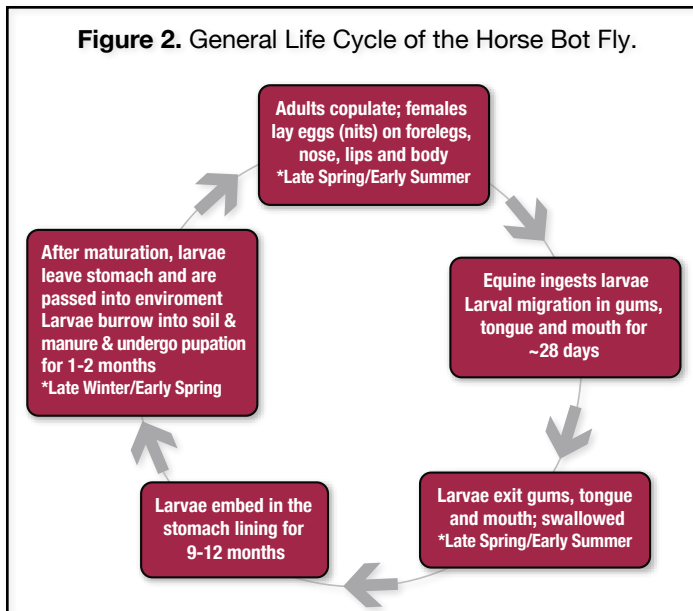 Figure 2. General Life Cycle of the Horse Bot Fly.
Adults copulate; females
lay eggs (nits) on forelegs,
nose, lips and body
*Late Spring/Early Summer
Equine ingests larvae
Larval migration in gums,
tongue and mouth for
~28 days
Larvae exit gums, tongue
and mouth; swallowed
*Late Spring/Early Summer
Larvae embed in the
stomach lining for
9-12 months
After maturation, larvae
leave stomach and are
passed into enviroment
Larvae burrow into soil &
manure & undergo pupation
for 1-2 months
*Late Winter/Early Spring